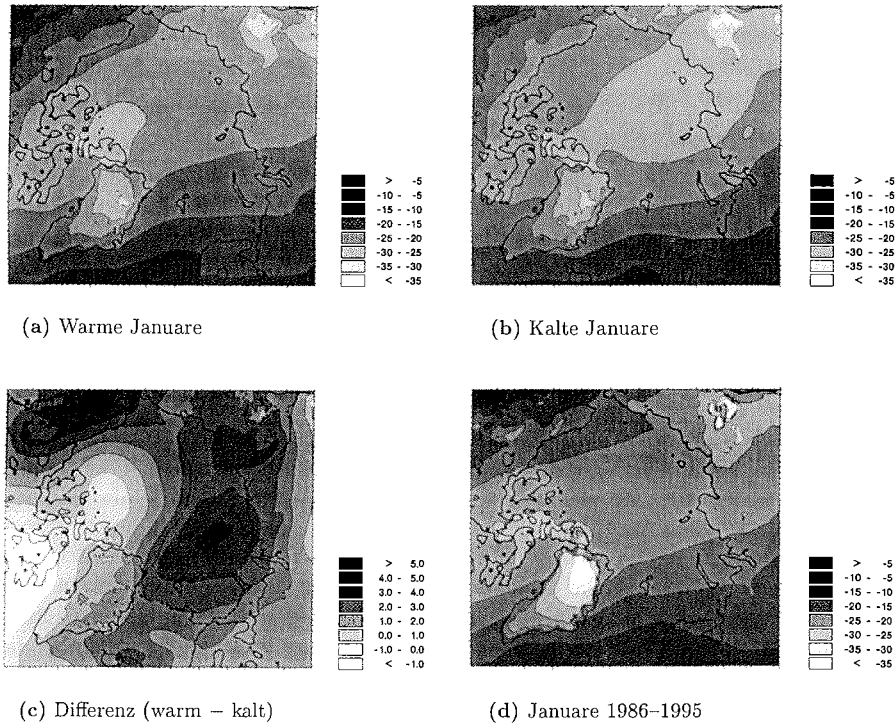 > -5
-10 - -5
-15 - -10
-20 - -15
-25 - -20
-30 - -25
-35 - -30
< -35
(a) Warme Januare
> -5
-10 - -5
-15 - -10
-20 - -15
-25 - -20
-30 - -25
-35 - -30
< -35
(b) Kalte Januare
> 5.0
4.0 - 5.0
3.0 - 4.0
2.0 - 3.0
1.0 - 2.0
0.0 - 1.0
-1.0 - 0.0
< -1.0
(c) Differenz (warm − kalt)
> -5
-10 - -5
-15 - -10
-20 - -15
-25 - -20
-30 - -25
-35 - -30
< -35
(d) Januare 1986–1995